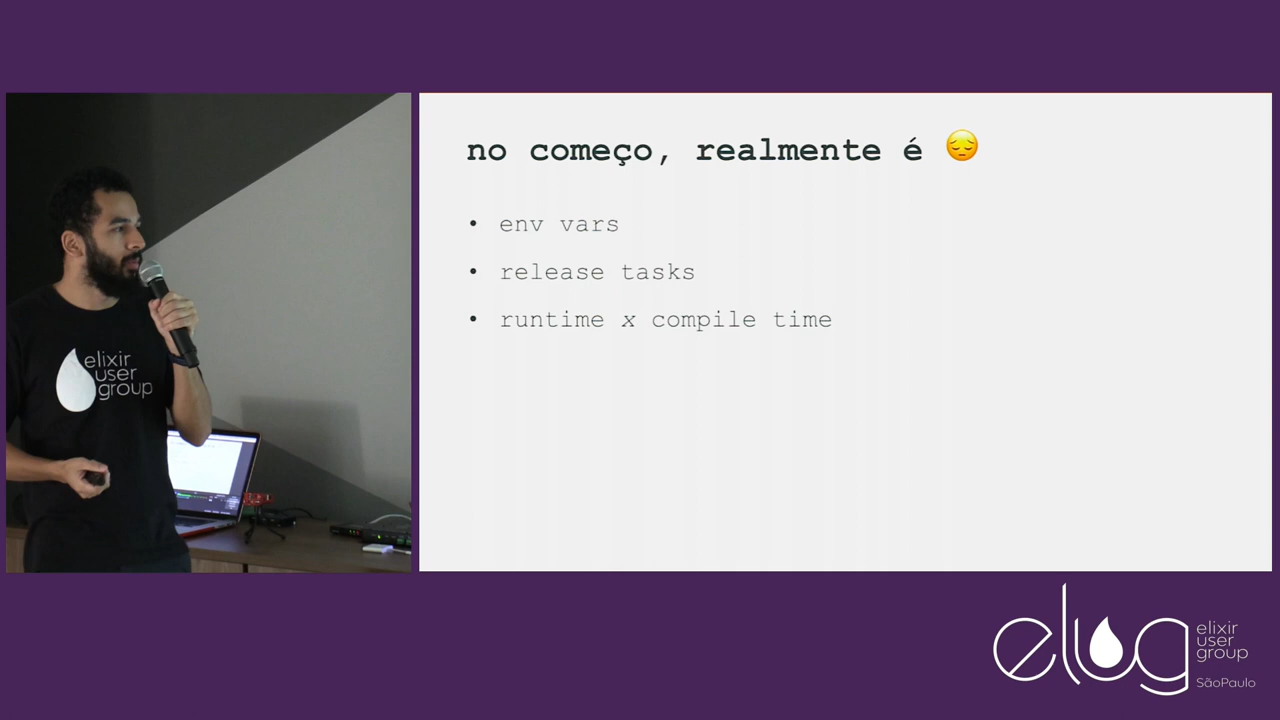 no começo, realmente é 😔
• env vars
• release tasks
• runtime x compile time
elixir
user
group
elug
elixir
user
group
SãoPaulo